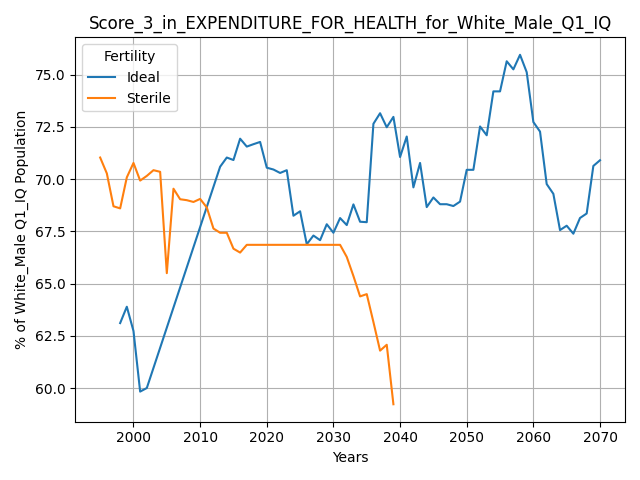 Score_3_in_EXPENDITURE_FOR_HEALTH_for_White_Male_Q1_IQ
Fertility
Ideal
Sterile
% of White_Male Q1_IQ Population
75.0
72.5
70.0
67.5
65.0
62.5
60.0
2000 2010 2020 2030 2040 2050 2060 2070
Years